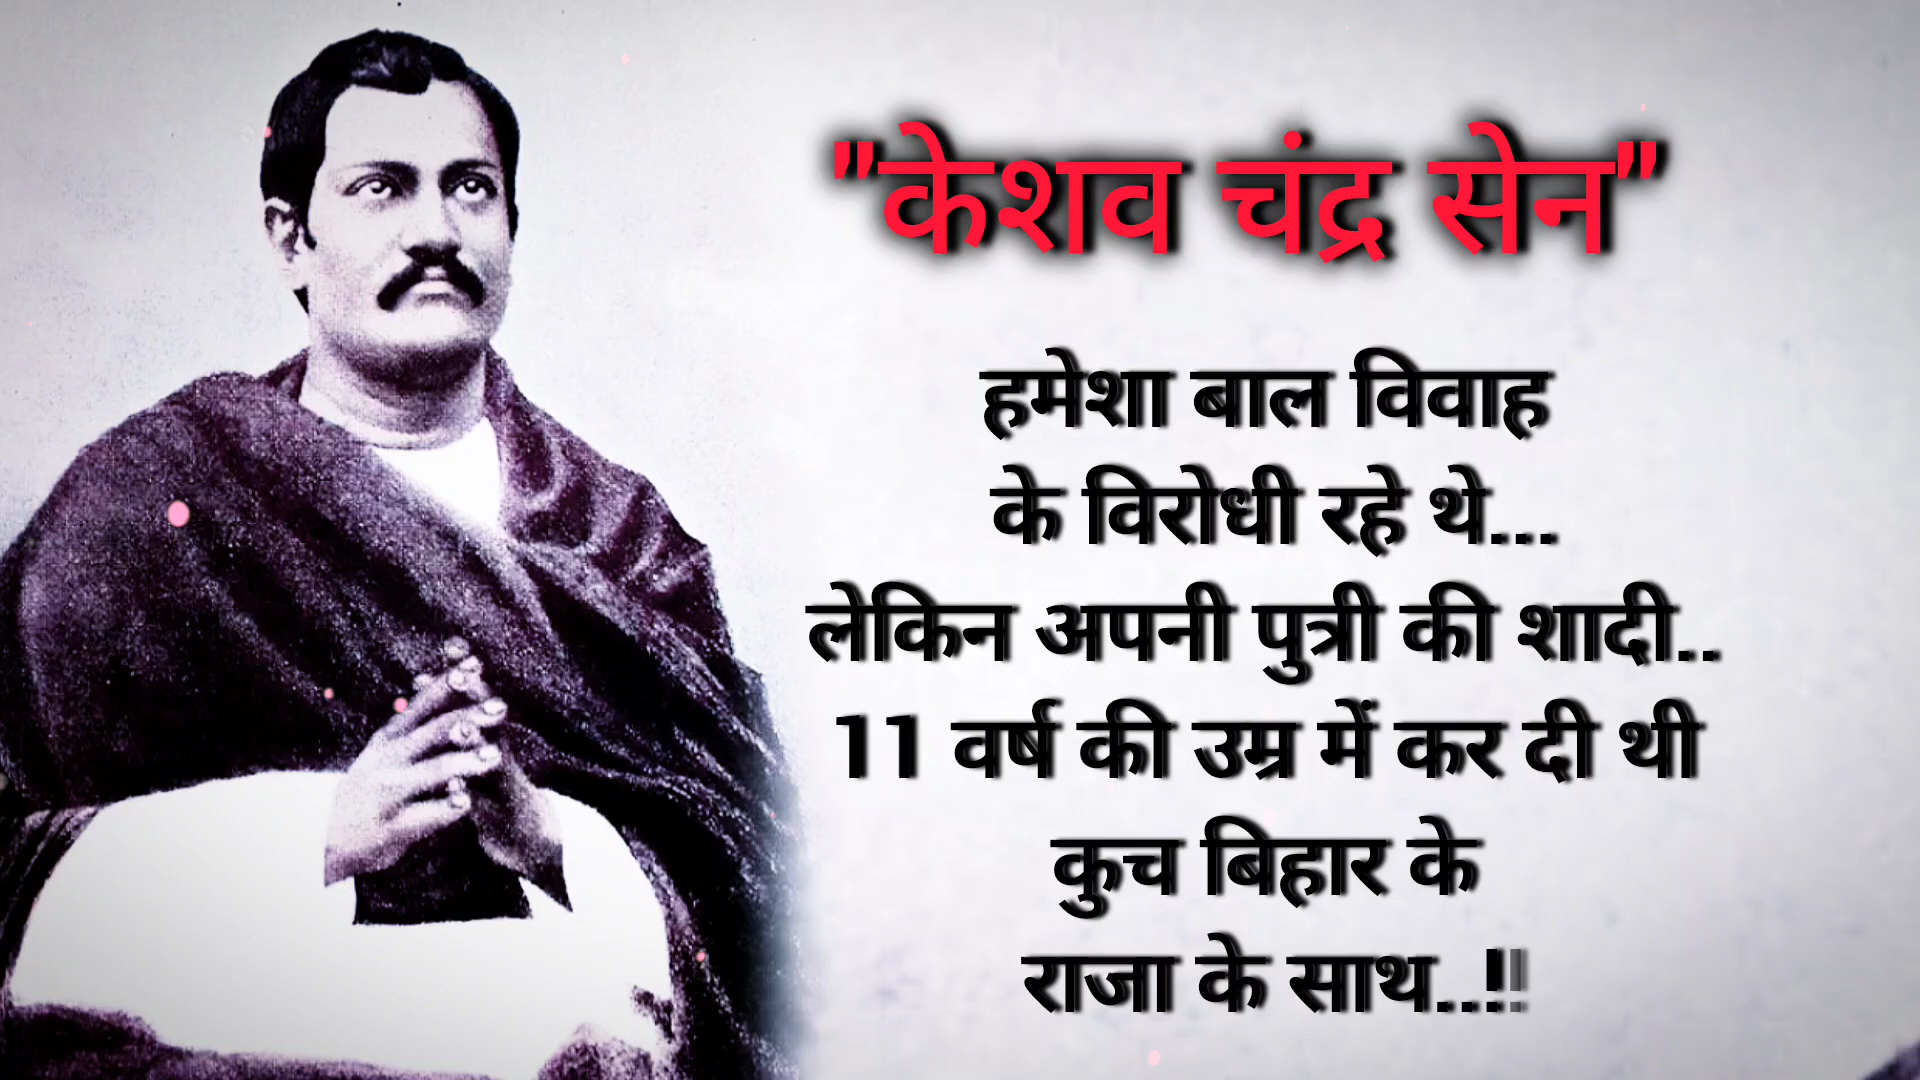 "केशव चंद्र सेन"
हमेशा बाल विवाह
के विरोधी रहे थे...
लेकिन अपनी पुत्री की शादी..
11 वर्ष की उम्र में कर दी थी
कुच बिहार के
राजा के साथ..!!